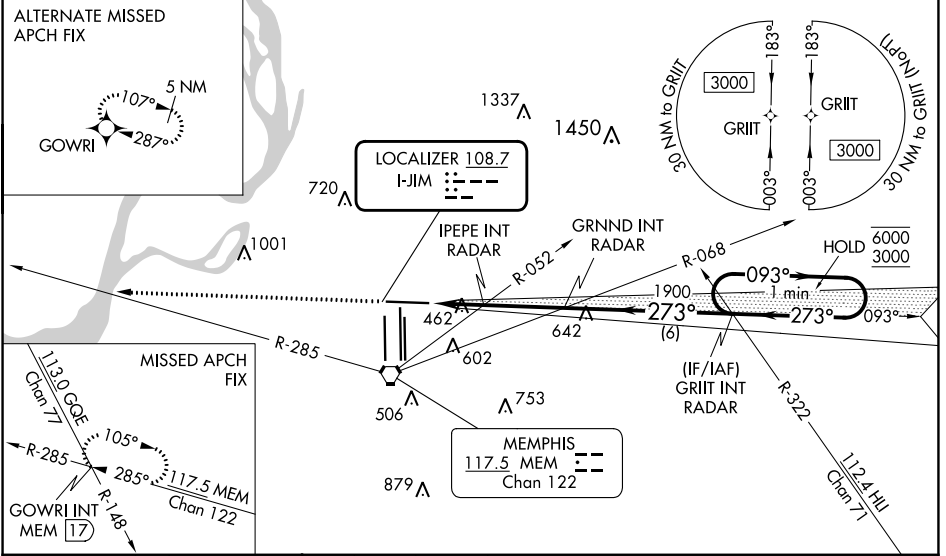 ALTERNATE MISSED
APCH FIX
5 NM
107°
287°
GOWRI
1337
1450
LOCALIZER 108.7
I-JIM
720
1001
IPEPE INT
RADAR
GRNND INT
RADAR
R-052
R-068
183°
183°
30 NM to GRIIT
3000
GRIIT
GRIIT
3000
30 NM to GRIIT (NoPT)
003°
003°
HOLD
6000
3000
093°
1 min
1900
273°
(6)
273°
093°
462
642
602
R-285
506
753
(IF/IAF)
GRIIT INT
RADAR
R-322
112.4 HLI
Chan 71
MEMPHIS
117.5 MEM
Chan 122
879
MISSED APCH
FIX
113.0 GQE
Chan 77
105°
R-285
285°
117.5 MEM
Chan 122
GOWRI INT
MEM 17
R-148